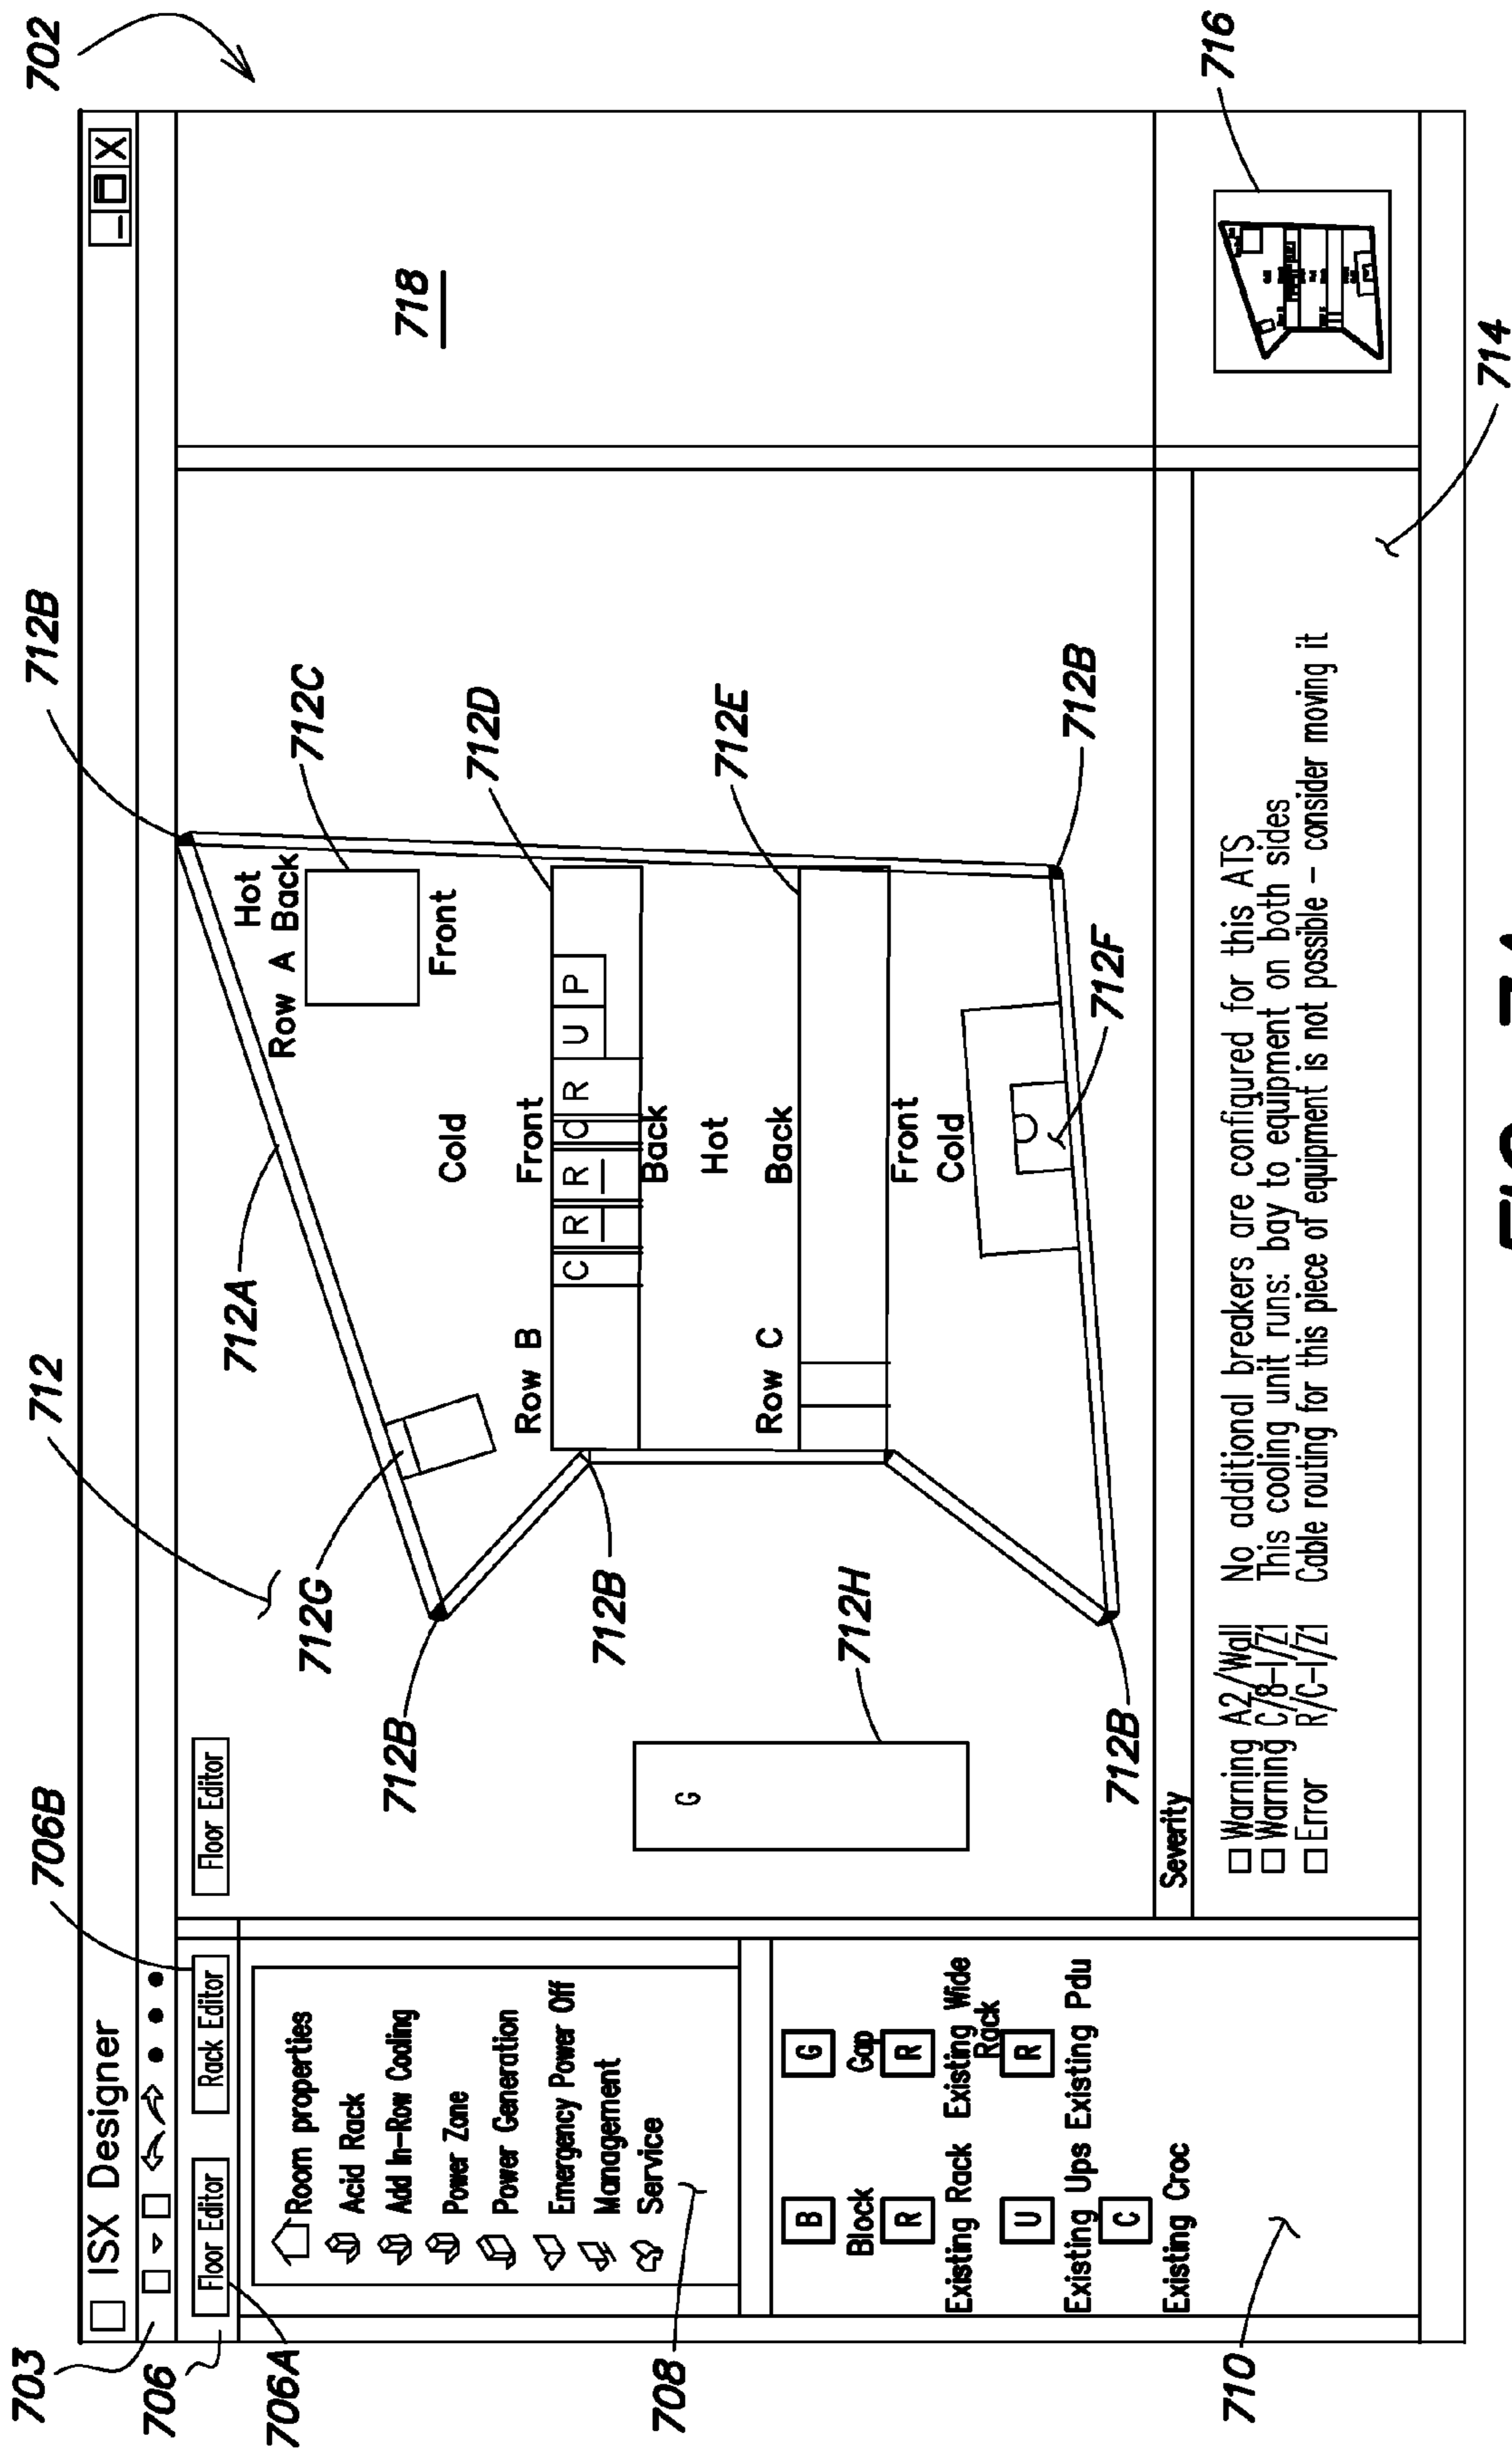 702
703
ISX Designer
706
706A
706B
Floor Editor
Rack Editor
Floor Editor
Room properties
Acid Rack
Add In-Row Cooling
Power Zone
Power Generation
Emergency Power Off
Management
Service
708
B
G
Block
Gap
R
R
Existing Rack
Existing Wide
Rack
U
R
Existing Ups
Existing Pdu
C
Existing Croc
710
712
712A
712B
712B
712B
712B
712B
712C
712D
712E
712F
712G
712H
G
Hot
Row A Back
Front
Cold
Row B
Front
C R R C R U P
Back
Hot
Row C
Back
Front
Cold
718
Severity
Warning A2/Wall No additional breakers are configured for this ATS
Warning C/8-1/Z1 This cooling unit runs: bay to equipment on both sides
Error R/C-1/Z1 Cable routing for this piece of equipment is not possible – consider moving it
714
716